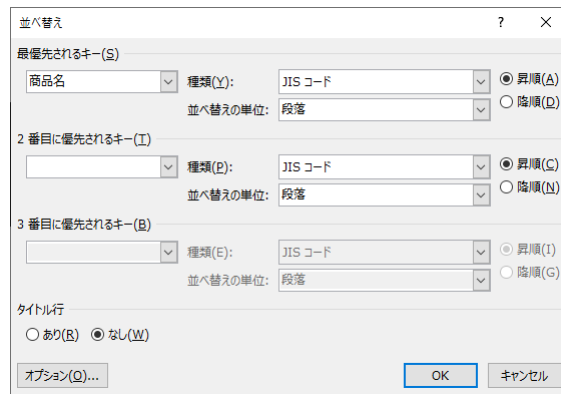 並べ替え ? ×
最優先されるキー(S)
商品名 種類(Y): JIS コード 昇順(A)
並べ替えの単位: 段落 降順(D)
2 番目に優先されるキー(T)
種類(P): JIS コード 昇順(C)
並べ替えの単位: 段落 降順(N)
3 番目に優先されるキー(B)
種類(E): JIS コード 昇順(I)
並べ替えの単位: 段落 降順(G)
タイトル行
あり(R) なし(W)
オプション(O)... OK キャンセル